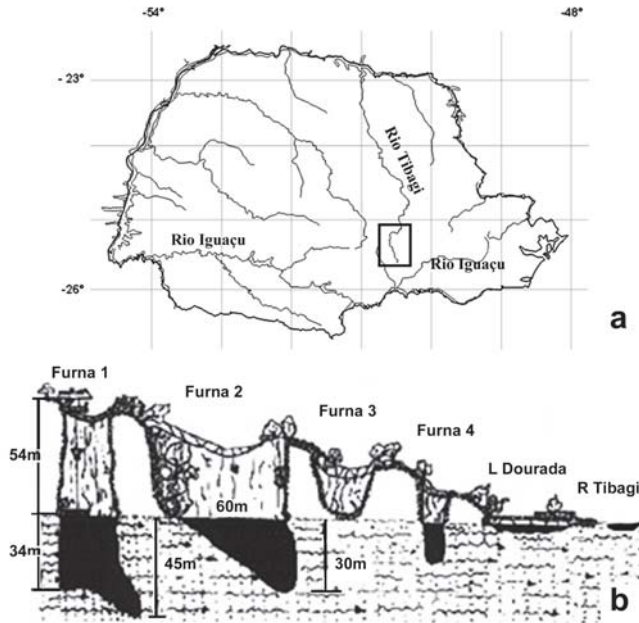 -54°
-48°
- 23°
Rio Tibagi
Rio Iguaçu
Rio Iguaçu
-26°
a
Furna 1
Furna 2
Furna 3
Furna 4
L Dourada
R Tibagi
54m
60m
34m
45m
30m
b